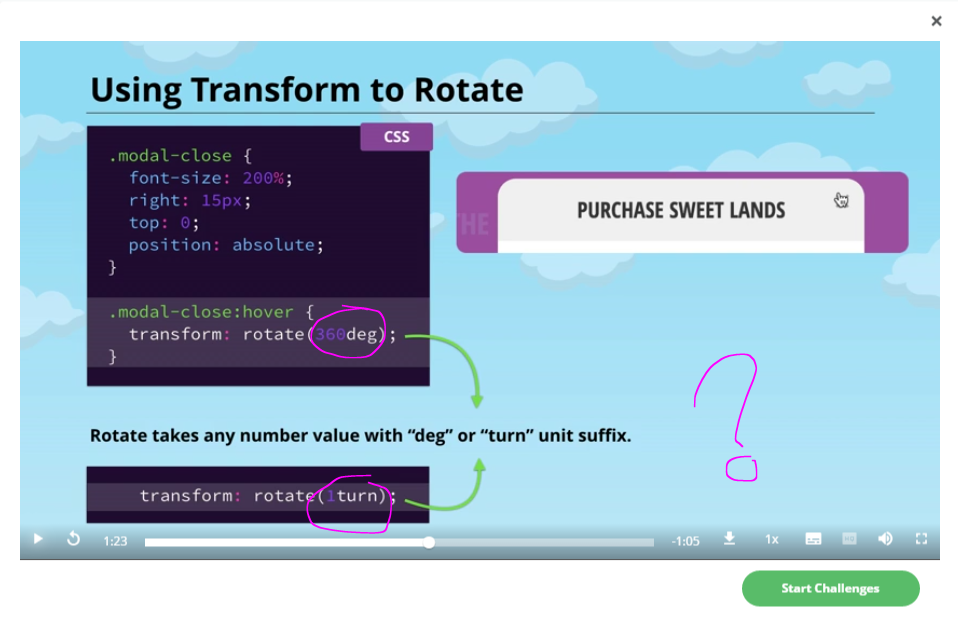 ×
Using Transform to Rotate
CSS
.modal-close {
font-size: 200%;
right: 15px;
top: 0;
position: absolute;
}
.modal-close:hover {
transform: rotate(360deg);
}
THE
PURCHASE SWEET LANDS
?
Rotate takes any number value with “deg” or “turn” unit suffix.
transform: rotate(1turn);
1:23
-1:05
1x
HD
Start Challenges